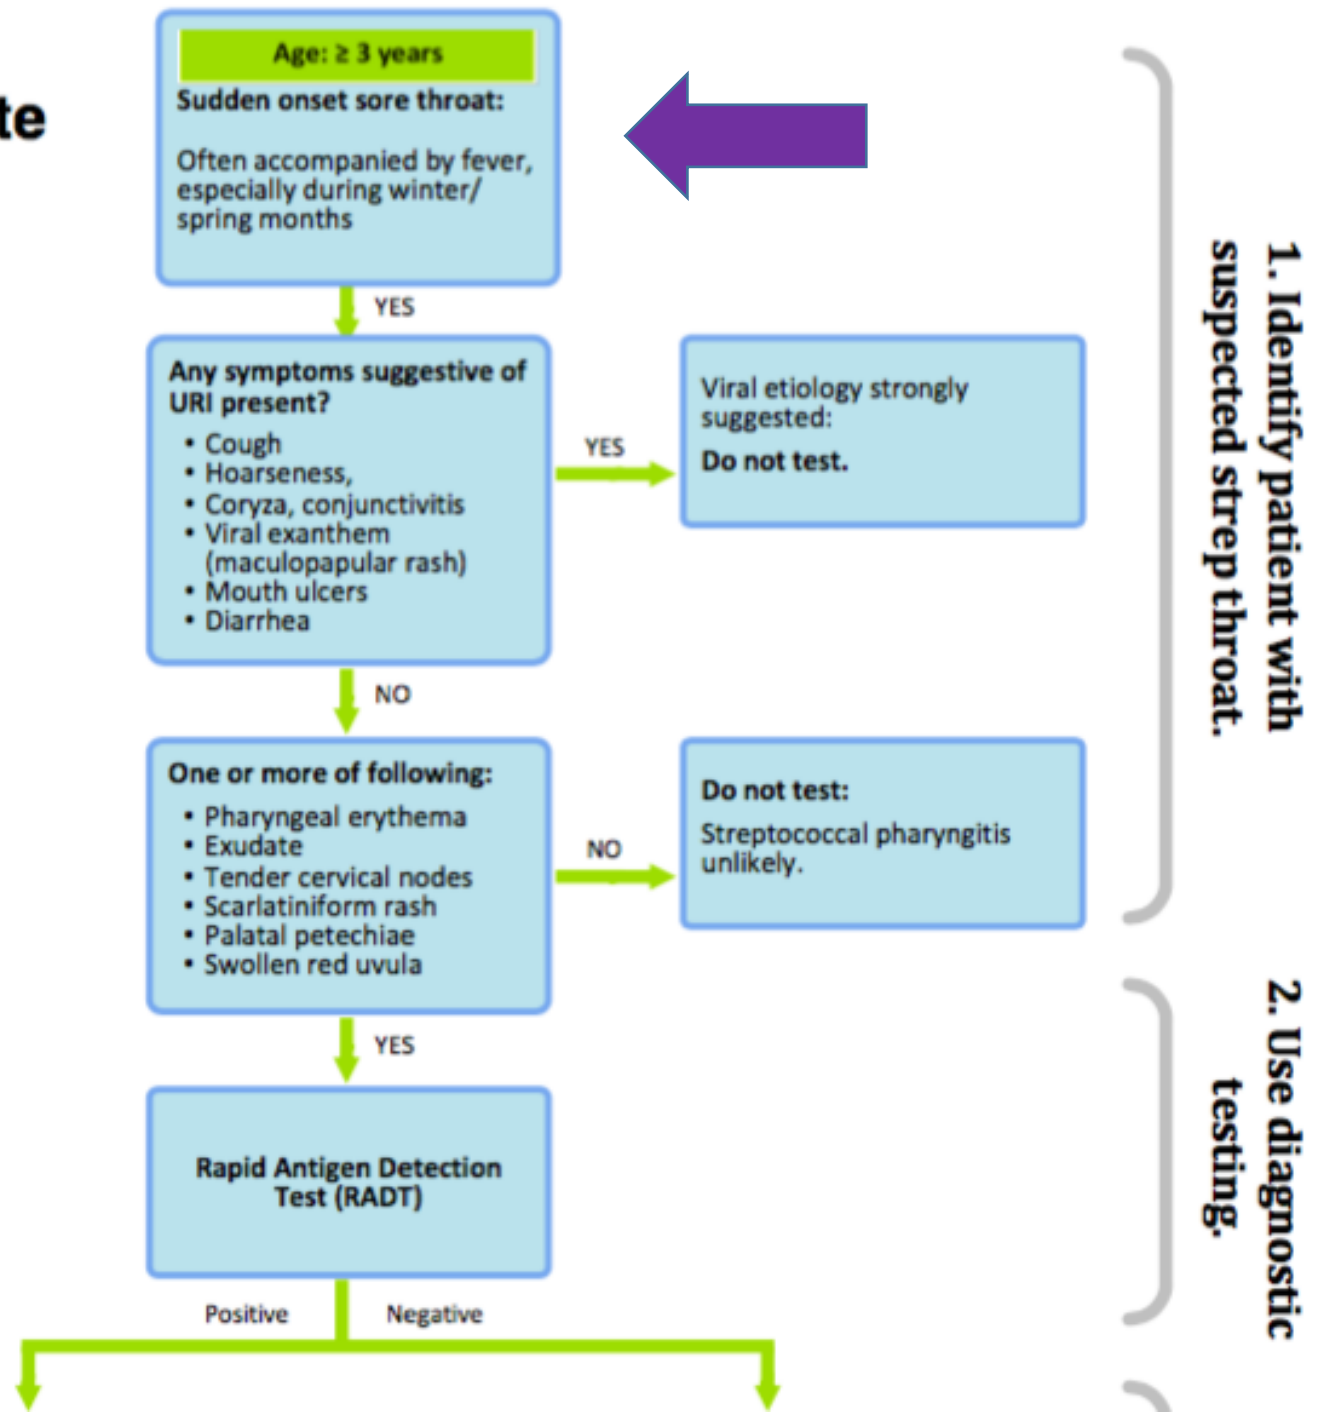 te
Age: ≥ 3 years
Sudden onset sore throat:
Often accompanied by fever,
especially during winter/
spring months
YES
Any symptoms suggestive of
URI present?
• Cough
• Hoarseness,
• Coryza, conjunctivitis
• Viral exanthem
(maculopapular rash)
• Mouth ulcers
• Diarrhea
YES
Viral etiology strongly
suggested:
Do not test.
NO
One or more of following:
• Pharyngeal erythema
• Exudate
• Tender cervical nodes
• Scarlatiniform rash
• Palatal petechiae
• Swollen red uvula
NO
Do not test:
Streptococcal pharyngitis
unlikely.
YES
Rapid Antigen Detection
Test (RADT)
Positive
Negative
1. Identify patient with
suspected strep throat.
2. Use diagnostic
testing.